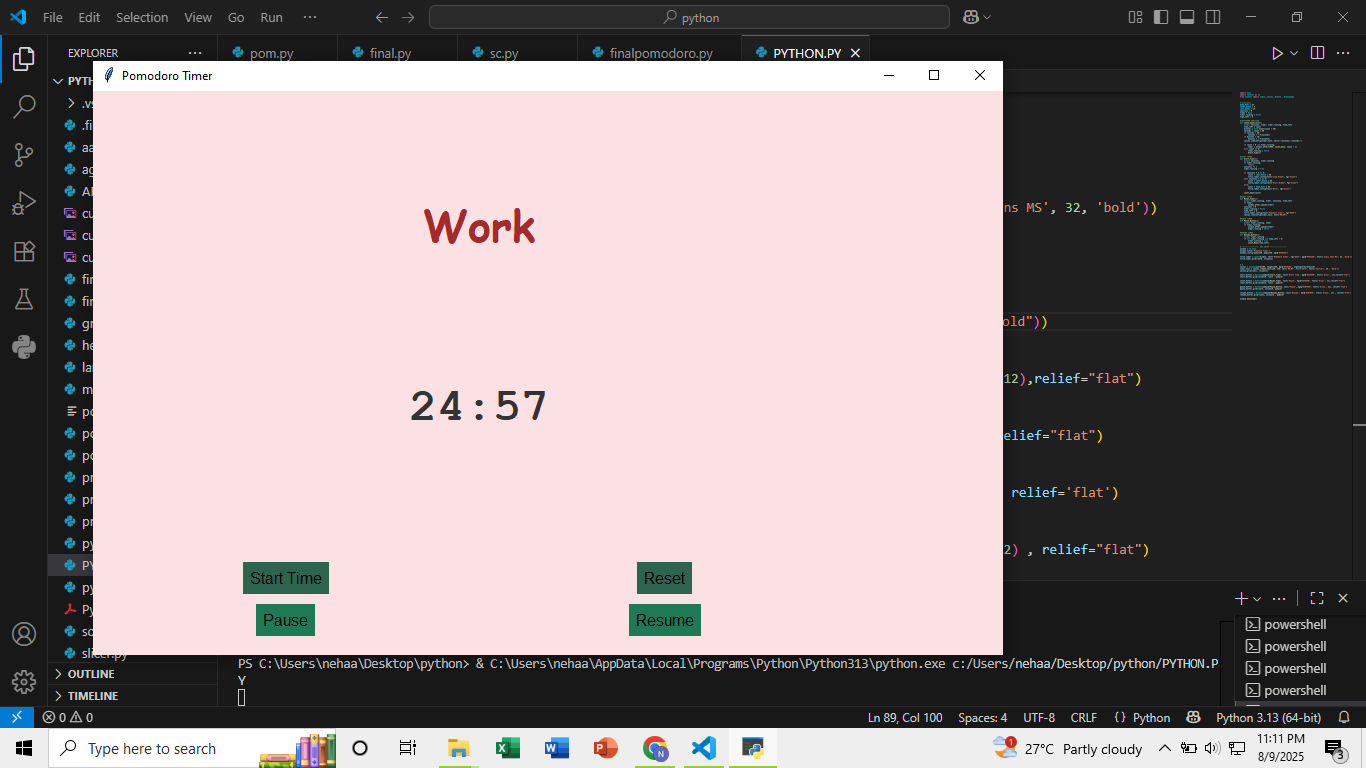 File Edit Selection View Go Run ··· python
EXPLORER ··· pom.py final.py sc.py finalpomodoro.py PYTHON.PY
Pomodoro Timer
PYTH
.vs
.fi
aa
ag
Al
cu
cu
cu
fin
fin
gr
he
la
m
po
po
po
pr
pr
pr
py
PY
py
Py
so
slicer.py
OUTLINE
TIMELINE
Work
24:57
Start Time Reset
Pause Resume
ns MS', 32, 'bold'))
old"))
12),relief="flat")
elief="flat")
relief='flat')
2) , relief="flat")
powershell
powershell
powershell
powershell
PS C:\Users\nehaa\Desktop\python> & C:\Users\nehaa\AppData\Local\Programs\Python\Python313\python.exe c:/Users/nehaa/Desktop/python/PYTHON.P
Y
0 0 Ln 89, Col 100 Spaces: 4 UTF-8 CRLF {} Python Python 3.13 (64-bit)
Type here to search 1 27°C Partly cloudy 11:11 PM
8/9/2025 3